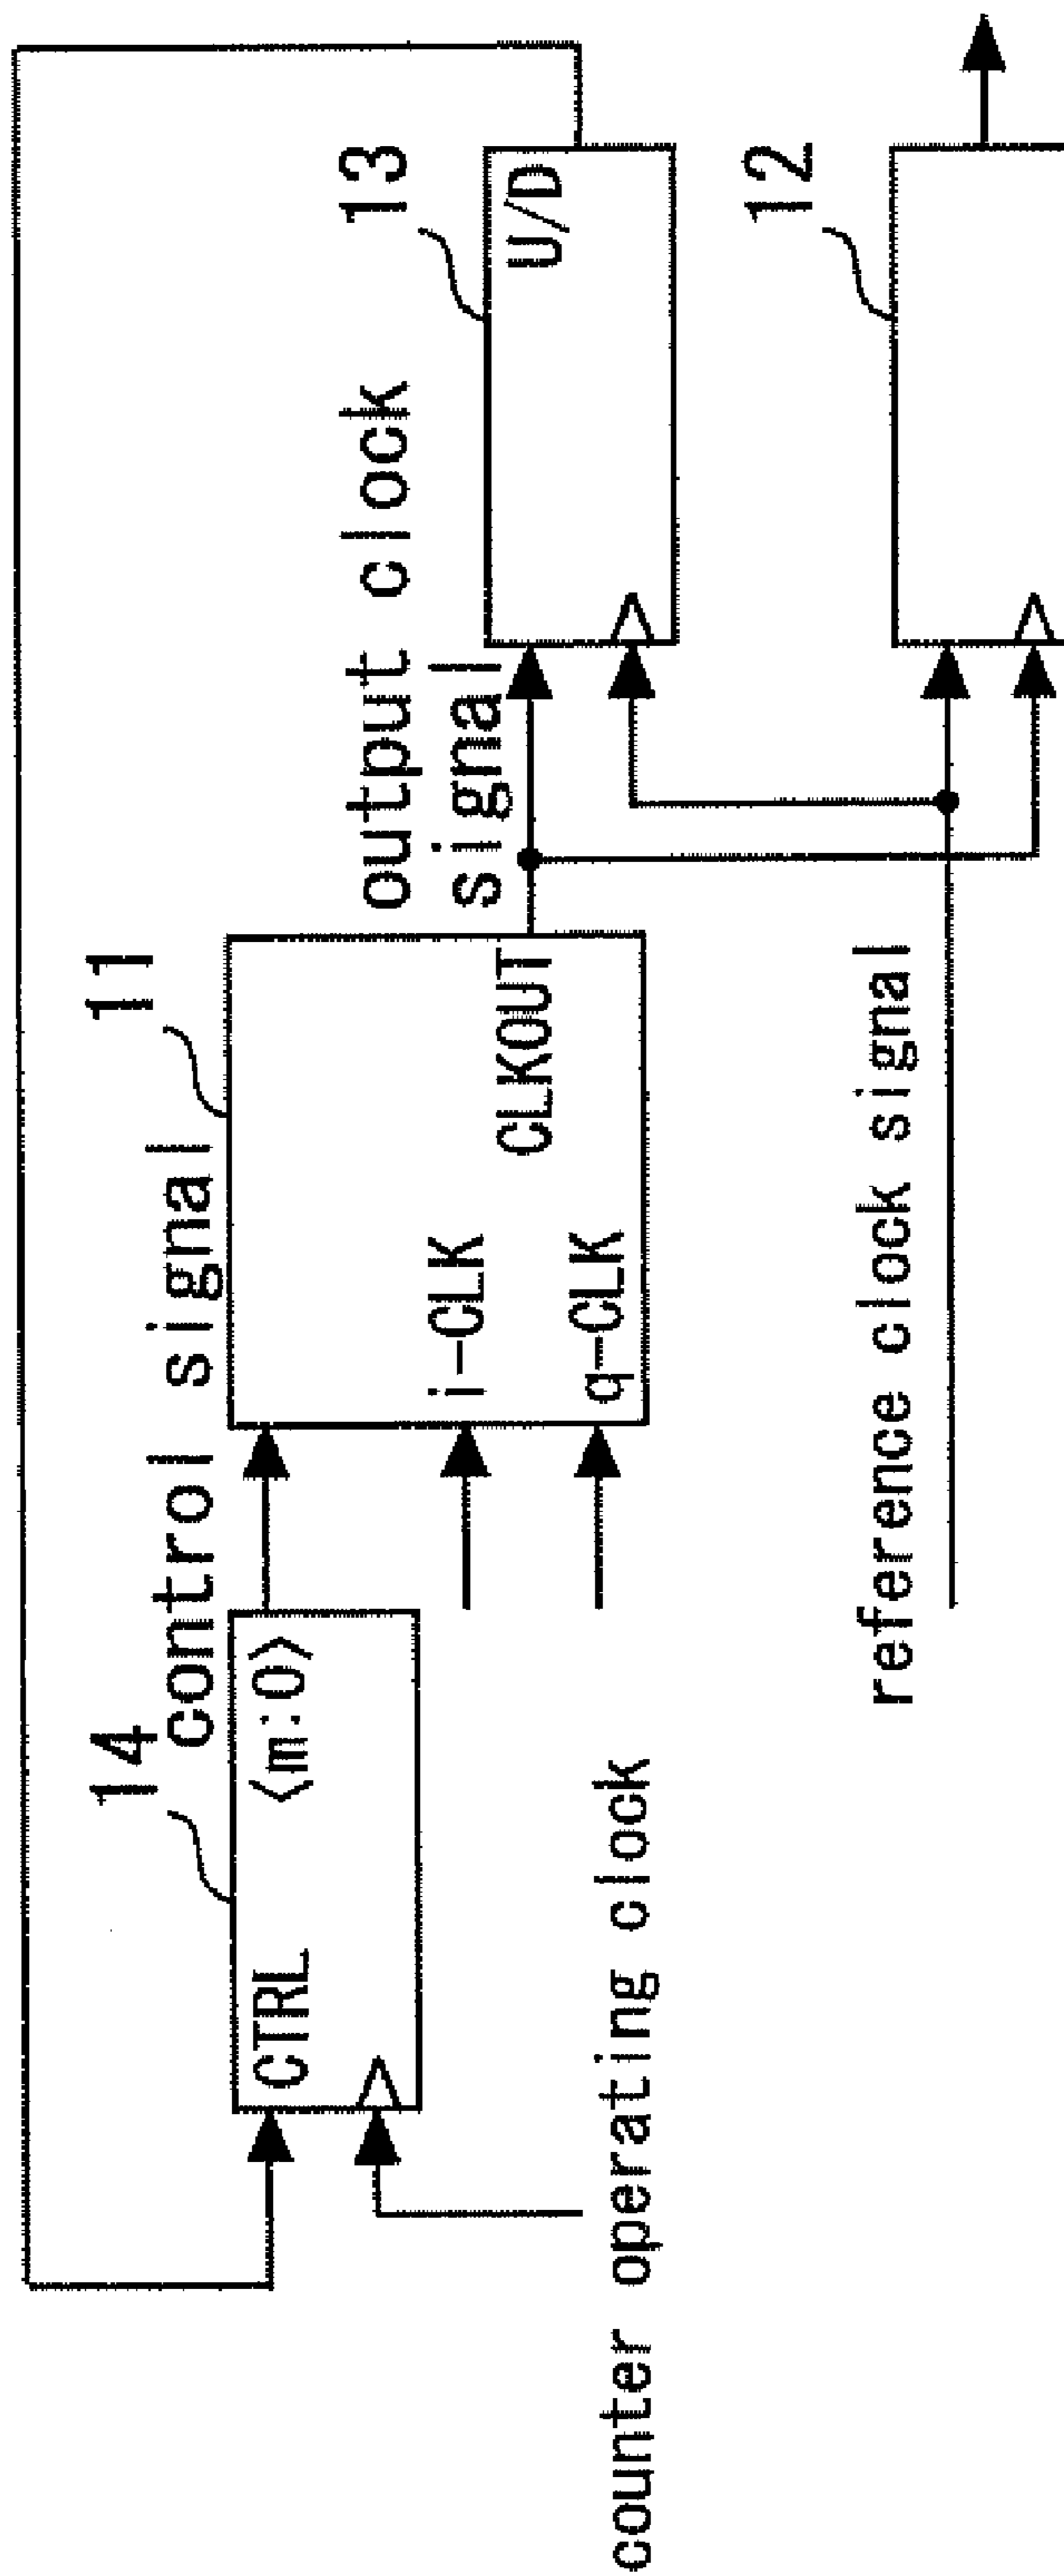 14
control signal
CTRL
<m:0>
counter operating clock
11
i-CLK
q-CLK
CLKOUT
output clock
signal
13
U/D
12
reference clock signal